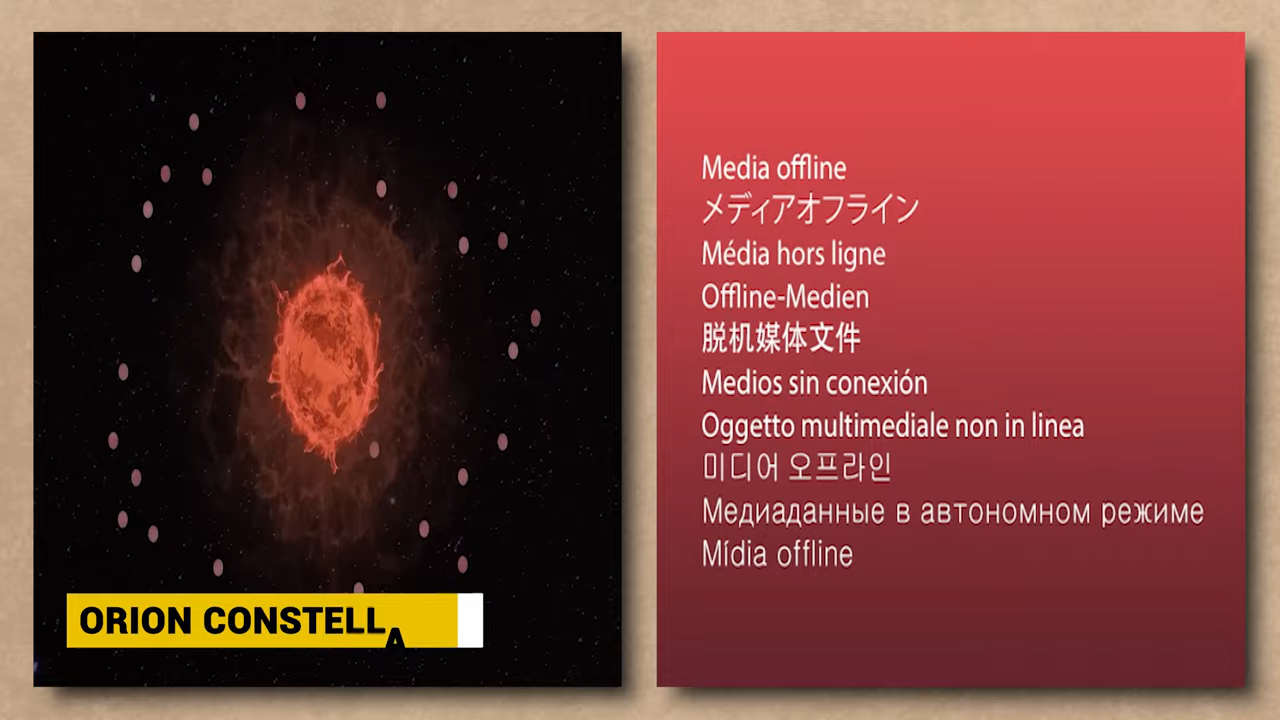 ORION CONSTELLA
Media offline
メディアオフライン
Média hors ligne
Offline-Medien
脱机媒体文件
Medios sin conexión
Oggetto multimediale non in linea
미디어 오프라인
Медиаданные в автономном режиме
Mídia offline